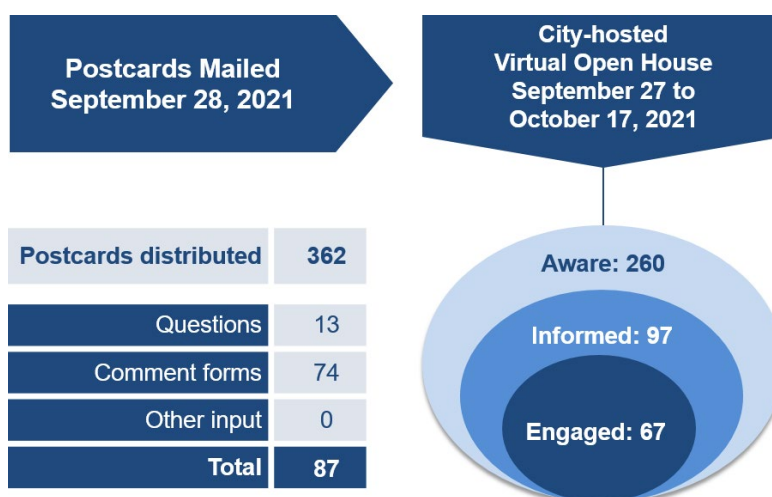 Postcards Mailed
September 28, 2021
City-hosted
Virtual Open House
September 27 to
October 17, 2021
Postcards distributed 362
Questions 13
Comment forms 74
Other input 0
Total 87
Aware: 260
Informed: 97
Engaged: 67